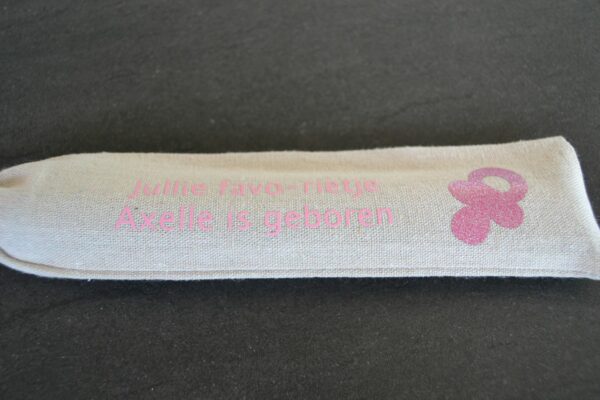 Jullie favo-rietje
Axelle is geboren